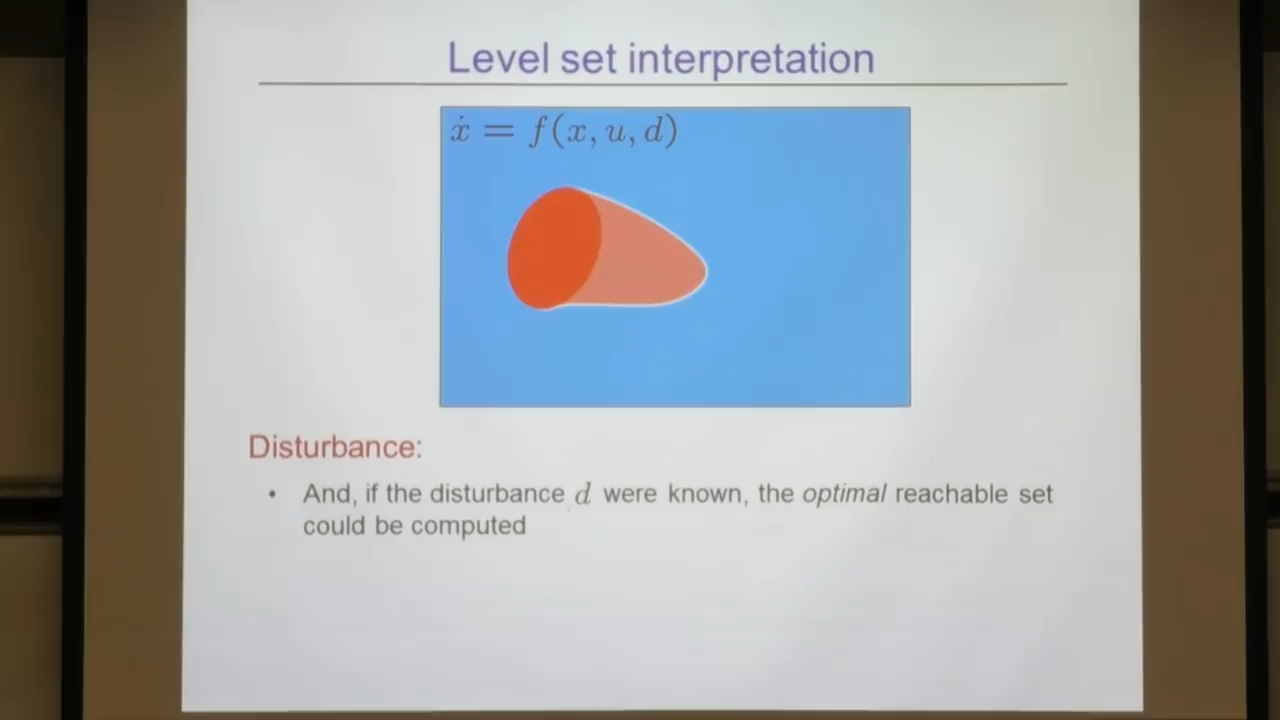 Level set interpretation
ẋ = f(x, u, d)
Disturbance:
• And, if the disturbance d were known, the optimal reachable set
could be computed